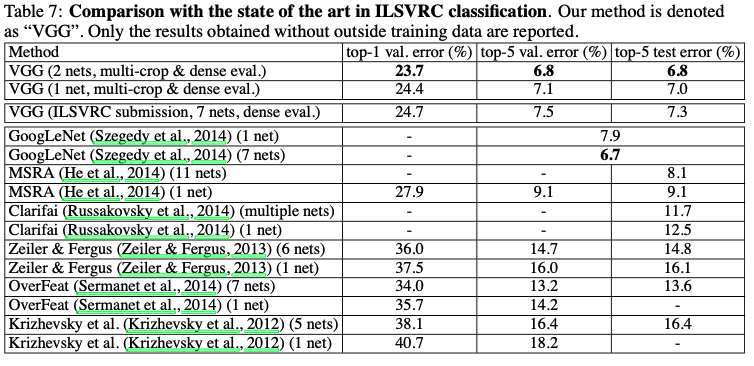 Table 7: Comparison with the state of the art in ILSVRC classification. Our method is denoted
as “VGG”. Only the results obtained without outside training data are reported.
Method top-1 val. error (%) top-5 val. error (%) top-5 test error (%)
VGG (2 nets, multi-crop & dense eval.) 23.7 6.8 6.8
VGG (1 net, multi-crop & dense eval.) 24.4 7.1 7.0
VGG (ILSVRC submission, 7 nets, dense eval.) 24.7 7.5 7.3
GoogLeNet (Szegedy et al., 2014) (1 net) - 7.9
GoogLeNet (Szegedy et al., 2014) (7 nets) - 6.7
MSRA (He et al., 2014) (11 nets) - - 8.1
MSRA (He et al., 2014) (1 net) 27.9 9.1 9.1
Clarifai (Russakovsky et al., 2014) (multiple nets) - - 11.7
Clarifai (Russakovsky et al., 2014) (1 net) - - 12.5
Zeiler & Fergus (Zeiler & Fergus, 2013) (6 nets) 36.0 14.7 14.8
Zeiler & Fergus (Zeiler & Fergus, 2013) (1 net) 37.5 16.0 16.1
OverFeat (Sermanet et al., 2014) (7 nets) 34.0 13.2 13.6
OverFeat (Sermanet et al., 2014) (1 net) 35.7 14.2 -
Krizhevsky et al. (Krizhevsky et al., 2012) (5 nets) 38.1 16.4 16.4
Krizhevsky et al. (Krizhevsky et al., 2012) (1 net) 40.7 18.2 -